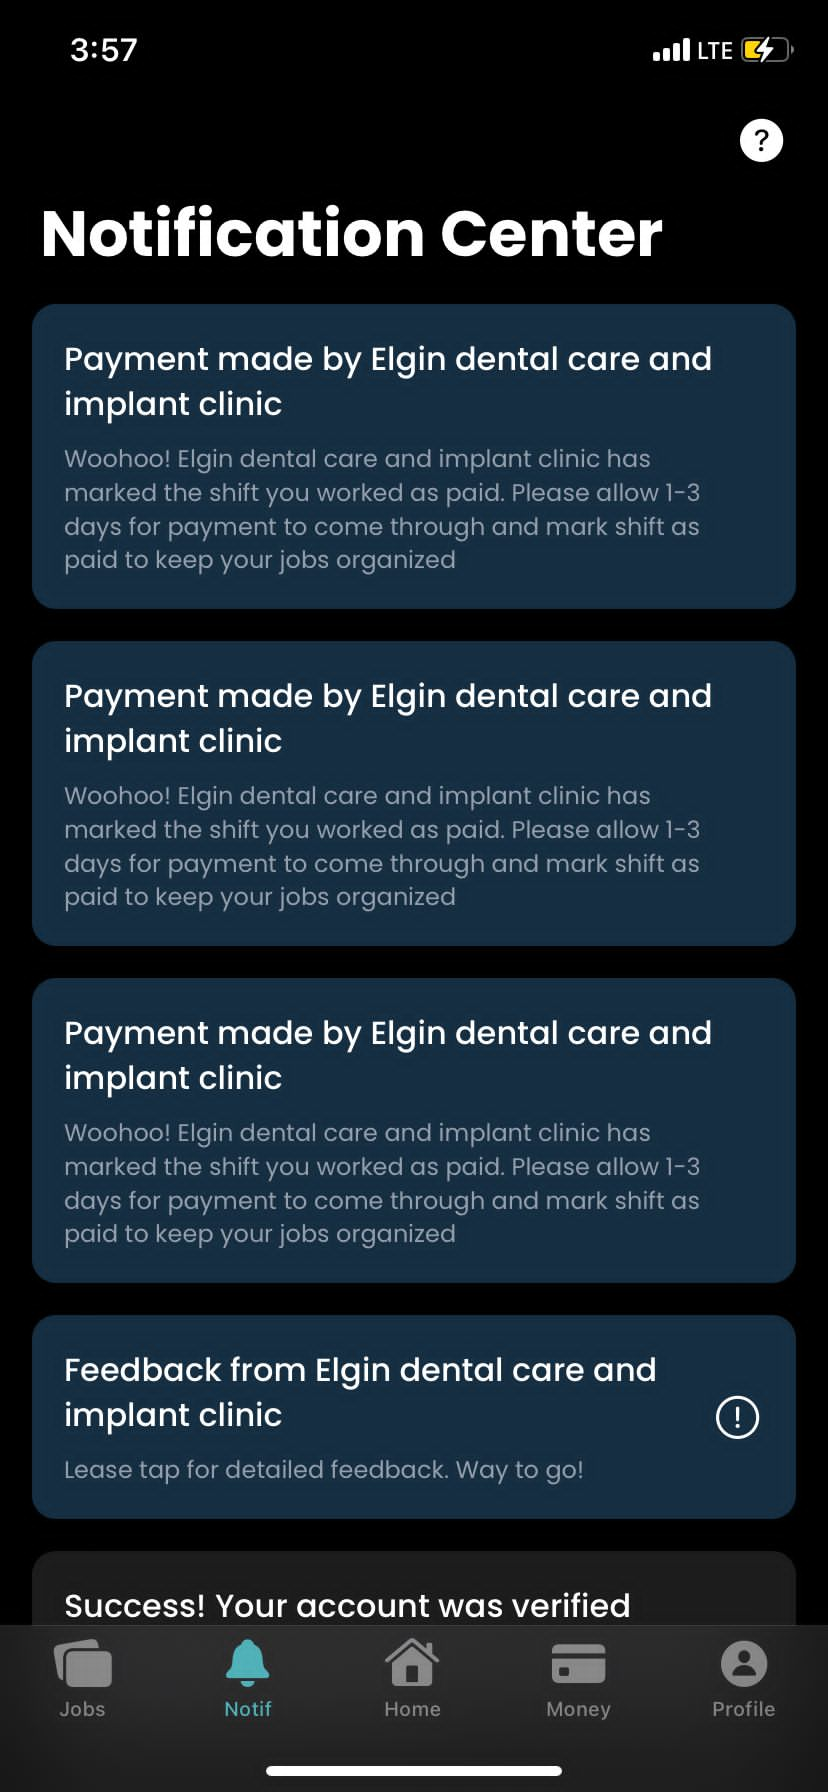 3:57
LTE
?
Notification Center
Payment made by Elgin dental care and
implant clinic
Woohoo! Elgin dental care and implant clinic has
marked the shift you worked as paid. Please allow 1-3
days for payment to come through and mark shift as
paid to keep your jobs organized
Payment made by Elgin dental care and
implant clinic
Woohoo! Elgin dental care and implant clinic has
marked the shift you worked as paid. Please allow 1-3
days for payment to come through and mark shift as
paid to keep your jobs organized
Payment made by Elgin dental care and
implant clinic
Woohoo! Elgin dental care and implant clinic has
marked the shift you worked as paid. Please allow 1-3
days for payment to come through and mark shift as
paid to keep your jobs organized
Feedback from Elgin dental care and
implant clinic
Lease tap for detailed feedback. Way to go!
Success! Your account was verified
Jobs
Notif
Home
Money
Profile